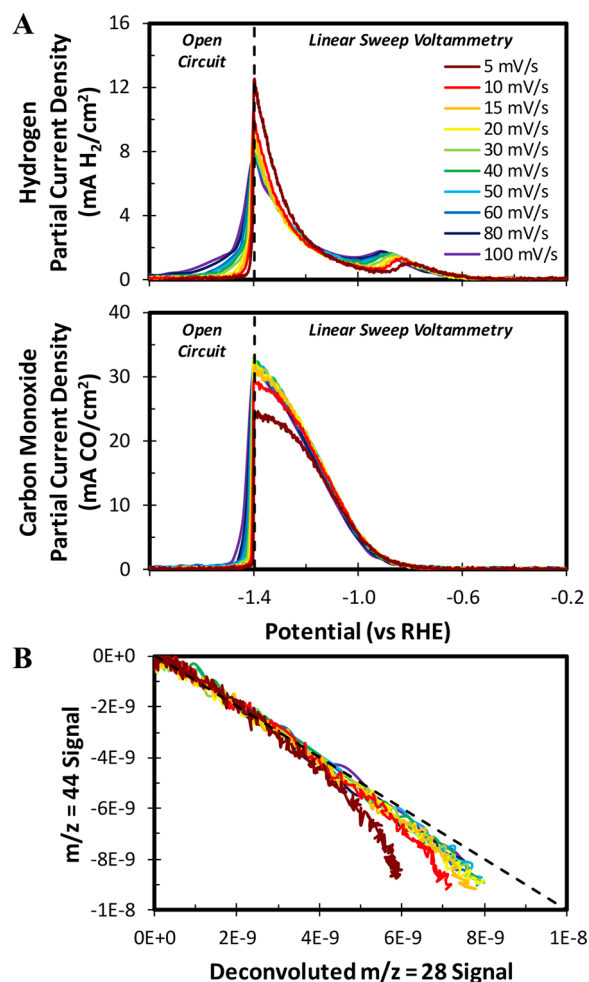 A
Hydrogen
Partial Current Density
(mA H₂/cm²)
16
12
8
4
0
Open
Circuit
Linear Sweep Voltammetry
5 mV/s
10 mV/s
15 mV/s
20 mV/s
30 mV/s
40 mV/s
50 mV/s
60 mV/s
80 mV/s
100 mV/s
Carbon Monoxide
Partial Current Density
(mA CO/cm²)
40
30
20
10
0
Open
Circuit
Linear Sweep Voltammetry
-1.4
-1.0
-0.6
-0.2
Potential (vs RHE)
B
m/z = 44 Signal
0E+0
-2E-9
-4E-9
-6E-9
-8E-9
-1E-8
0E+0
2E-9
4E-9
6E-9
8E-9
1E-8
Deconvoluted m/z = 28 Signal